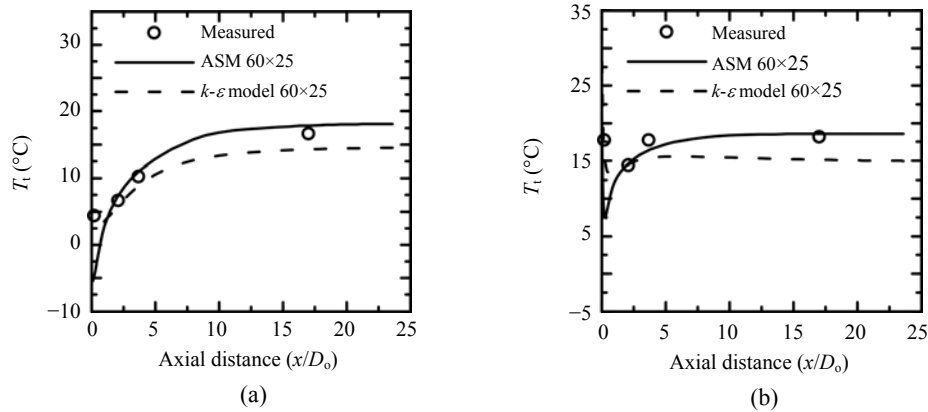 35
25
15
5
−5
T_t (°C)
Measured
ASM 60×25
k-ε model 60×25
0 5 10 15 20 25
Axial distance (x/D_o)
(b)
30
20
10
0
−10
T_t (°C)
Measured
ASM 60×25
k-ε model 60×25
0 5 10 15 20 25
Axial distance (x/D_o)
(a)